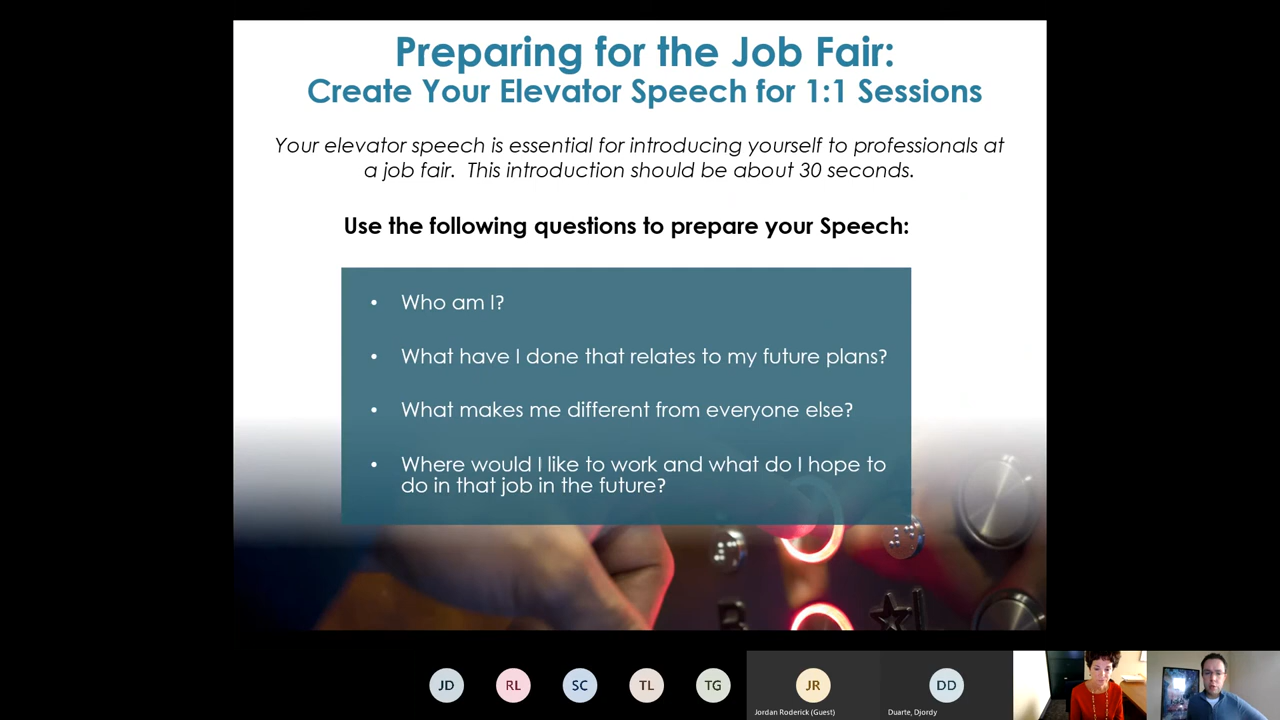 Preparing for the Job Fair:
Create Your Elevator Speech for 1:1 Sessions
Your elevator speech is essential for introducing yourself to professionals at
a job fair. This introduction should be about 30 seconds.
Use the following questions to prepare your Speech:
• Who am I?
• What have I done that relates to my future plans?
• What makes me different from everyone else?
• Where would I like to work and what do I hope to
do in that job in the future?
JD RL SC TL TG JR DD
Jordan Roderick (Guest) Duarte, Djordy